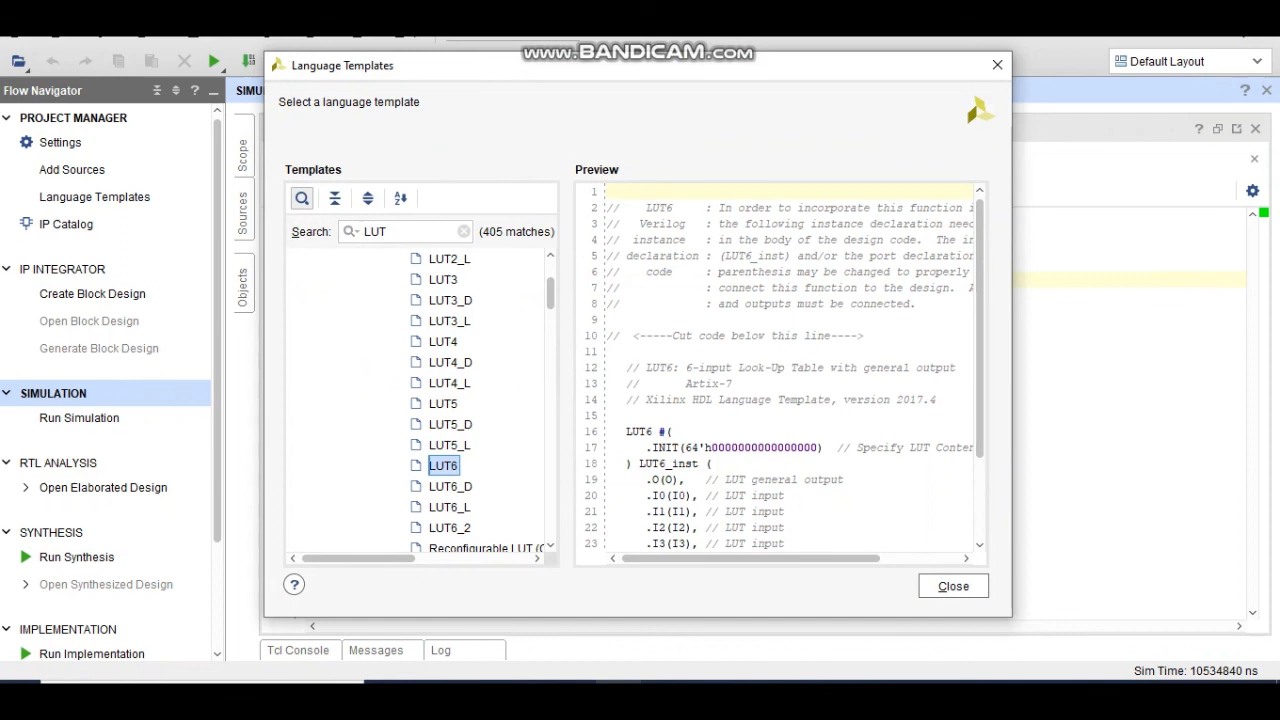 www.BANDICAM.com
Language Templates
Default Layout
Flow Navigator
SIMU
PROJECT MANAGER
Settings
Add Sources
Language Templates
IP Catalog
IP INTEGRATOR
Create Block Design
Open Block Design
Generate Block Design
SIMULATION
Run Simulation
RTL ANALYSIS
Open Elaborated Design
SYNTHESIS
Run Synthesis
Open Synthesized Design
IMPLEMENTATION
Run Implementation
Scope
Sources
Objects
Select a language template
Templates
Search: LUT (405 matches)
LUT2_L
LUT3
LUT3_D
LUT3_L
LUT4
LUT4_D
LUT4_L
LUT5
LUT5_D
LUT5_L
LUT6
LUT6_D
LUT6_L
LUT6_2
Reconfigurable LUT (C
Preview
1
2 // LUT6 : In order to incorporate this function i
3 // Verilog : the following instance declaration nee
4 // instance : in the body of the design code. The in
5 // declaration : (LUT6_inst) and/or the port declaration
6 // code : parenthesis may be changed to properly
7 // : connect this function to the design. A
8 // : and outputs must be connected.
9
10 // <-----Cut code below this line---->
11
12 // LUT6: 6-input Look-Up Table with general output
13 // Artix-7
14 // Xilinx HDL Language Template, version 2017.4
15
16 LUT6 #(
17 .INIT(64'h0000000000000000) // Specify LUT Conten
18 ) LUT6_inst (
19 .O(O), // LUT general output
20 .I0(I0), // LUT input
21 .I1(I1), // LUT input
22 .I2(I2), // LUT input
23 .I3(I3), // LUT input
Close
Tcl Console
Messages
Log
Sim Time: 10534840 ns